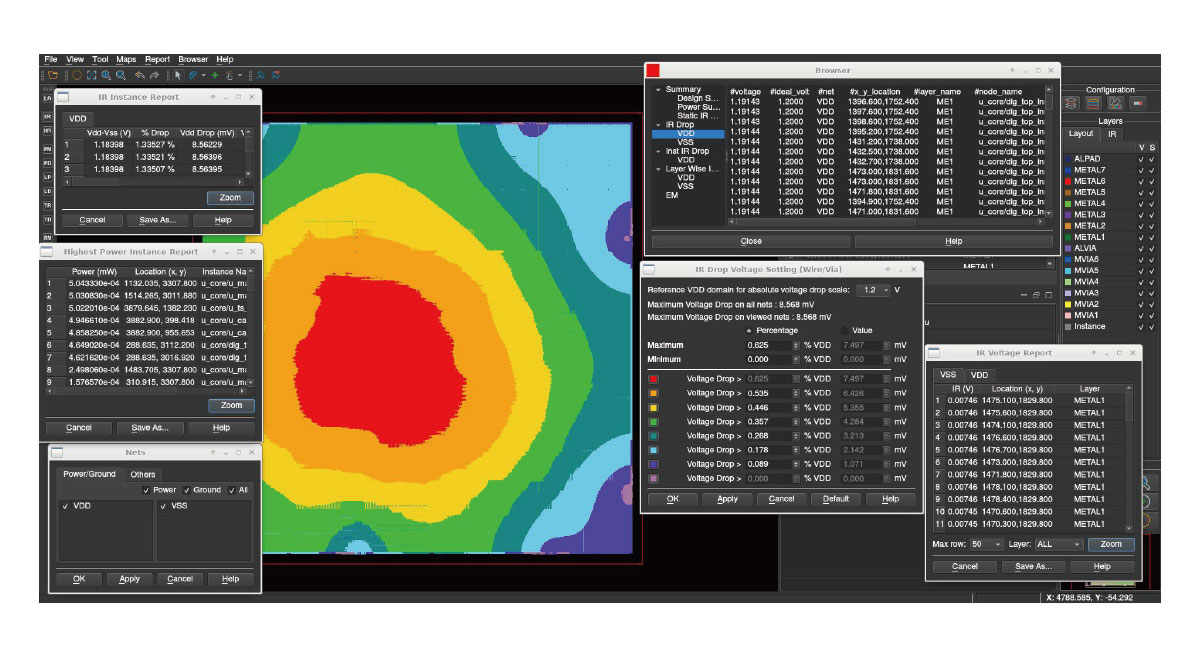 File View Tool Maps Report Browser Help
IR Instance Report
VDD
Vdd-Vss (V) % Drop Vdd Drop (mV)
1 1.18398 1.33527 % 8.56229
2 1.18398 1.33521 % 8.56396
3 1.18398 1.33507 % 8.56395
Zoom
Cancel Save As... Help
Highest Power Instance Report
Power (mW) Location (x, y) Instance Na
1 5.043330e-04 1132.035, 3307.800 u_core/u_m
2 5.030830e-04 1514.265, 3011.880 u_core/u_m
3 5.022010e-04 3879.645, 1382.230 u_core/u_ts_
4 4.946610e-04 3882.900, 398.418 u_core/u_ca
5 4.858250e-04 3882.900, 955.653 u_core/u_ca
6 4.649020e-04 288.635, 3112.200 u_core/dig_t
7 4.621620e-04 288.635, 3016.920 u_core/dig_t
8 2.498060e-04 1483.705, 3307.800 u_core/u_m
9 1.576570e-04 310.915, 3307.800 u_core/u_m
Zoom
Cancel Save As... Help
Nets
Power/Ground Others
Power Ground All
VDD VSS
OK Apply Cancel Help
Browser
Summary
Design S...
Power Su...
Static IR ...
IR Drop
VDD
VSS
Inst IR Drop
VDD
Layer Wise I...
VDD
VSS
EM
#voltage #ideal_volt #net #x_y_location #layer_name #node_name
1.19143 1.2000 VDD 1396.600,1752.400 ME1 u_core/dig_top_In
1.19143 1.2000 VDD 1397.600,1752.400 ME1 u_core/dig_top_In
1.19143 1.2000 VDD 1398.600,1752.400 ME1 u_core/dig_top_In
1.19144 1.2000 VDD 1395.200,1752.400 ME1 u_core/dig_top_In
1.19144 1.2000 VDD 1431.200,1738.000 ME1 u_core/dig_top_In
1.19144 1.2000 VDD 1432.500,1738.000 ME1 u_core/dig_top_In
1.19144 1.2000 VDD 1432.700,1738.000 ME1 u_core/dig_top_In
1.19144 1.2000 VDD 1473.000,1831.600 ME1 u_core/dig_top_In
1.19144 1.2000 VDD 1471.800,1831.600 ME1 u_core/dig_top_In
1.19144 1.2000 VDD 1473.600,1831.600 ME1 u_core/dig_top_In
1.19144 1.2000 VDD 1394.900,1752.400 ME1 u_core/dig_top_In
1.19144 1.2000 VDD 1471.000,1831.600 ME1 u_core/dig_top_In
Close Help
METAL1
IR Drop Voltage Setting (Wire/Via)
Reference VDD domain for absolute voltage drop scale: 1.2 V
Maximum Voltage Drop on all nets : 8.568 mV
Maximum Voltage Drop on viewed nets : 8.568 mV
Percentage Value
Maximum 0.625 % VDD 7.497 mV
Minimum 0.000 % VDD 0.000 mV
Voltage Drop > 0.625 % VDD 7.497 mV
Voltage Drop > 0.535 % VDD 6.426 mV
Voltage Drop > 0.446 % VDD 5.355 mV
Voltage Drop > 0.357 % VDD 4.284 mV
Voltage Drop > 0.268 % VDD 3.213 mV
Voltage Drop > 0.178 % VDD 2.142 mV
Voltage Drop > 0.089 % VDD 1.071 mV
Voltage Drop > 0.000 % VDD 0.000 mV
OK Apply Cancel Default Help
Configuration
Layers
Layout IR
V S
ALPAD
METAL7
METAL6
METAL5
METAL4
METAL3
METAL2
METAL1
ALVIA
MVIA6
MVIA5
MVIA4
MVIA3
MVIA2
MVIA1
Instance
IR Voltage Report
VSS VDD
IR (V) Location (x, y) Layer
1 0.00746 1475.100,1829.800 METAL1
2 0.00746 1475.600,1829.800 METAL1
3 0.00746 1474.100,1829.800 METAL1
4 0.00746 1476.600,1829.800 METAL1
5 0.00746 1476.700,1829.800 METAL1
6 0.00746 1473.000,1829.800 METAL1
7 0.00746 1471.800,1829.800 METAL1
8 0.00746 1478.100,1829.800 METAL1
9 0.00746 1478.400,1829.800 METAL1
10 0.00745 1470.600,1829.800 METAL1
11 0.00745 1470.300,1829.800 METAL1
Max row: 50 Layer: ALL Zoom
Cancel Save As... Help
X: 4788.585, Y: -54.292